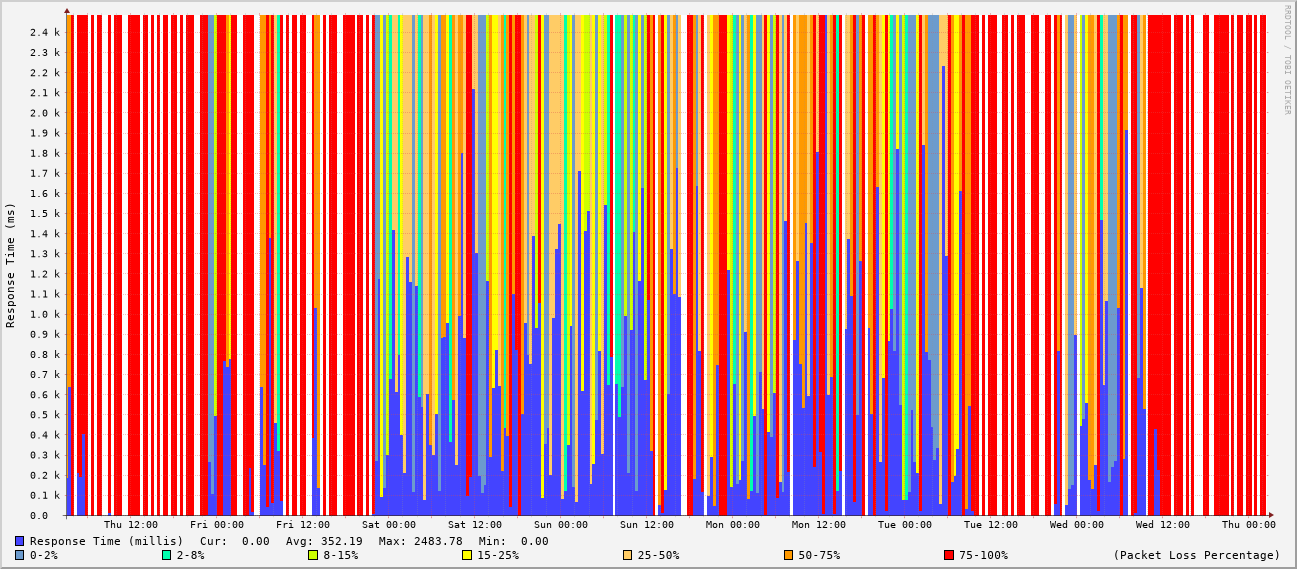 RRDTOOL / TOBI OETIKER
Response Time (ms)
2.4 k
2.3 k
2.2 k
2.1 k
2.0 k
1.9 k
1.8 k
1.7 k
1.6 k
1.5 k
1.4 k
1.3 k
1.2 k
1.1 k
1.0 k
0.9 k
0.8 k
0.7 k
0.6 k
0.5 k
0.4 k
0.3 k
0.2 k
0.1 k
0.0
Thu 12:00 Fri 00:00 Fri 12:00 Sat 00:00 Sat 12:00 Sun 00:00 Sun 12:00 Mon 00:00 Mon 12:00 Tue 00:00 Tue 12:00 Wed 00:00 Wed 12:00 Thu 00:00
Response Time (millis) Cur: 0.00 Avg: 352.19 Max: 2483.78 Min: 0.00
0-2% 2-8% 8-15% 15-25% 25-50% 50-75% 75-100% (Packet Loss Percentage)